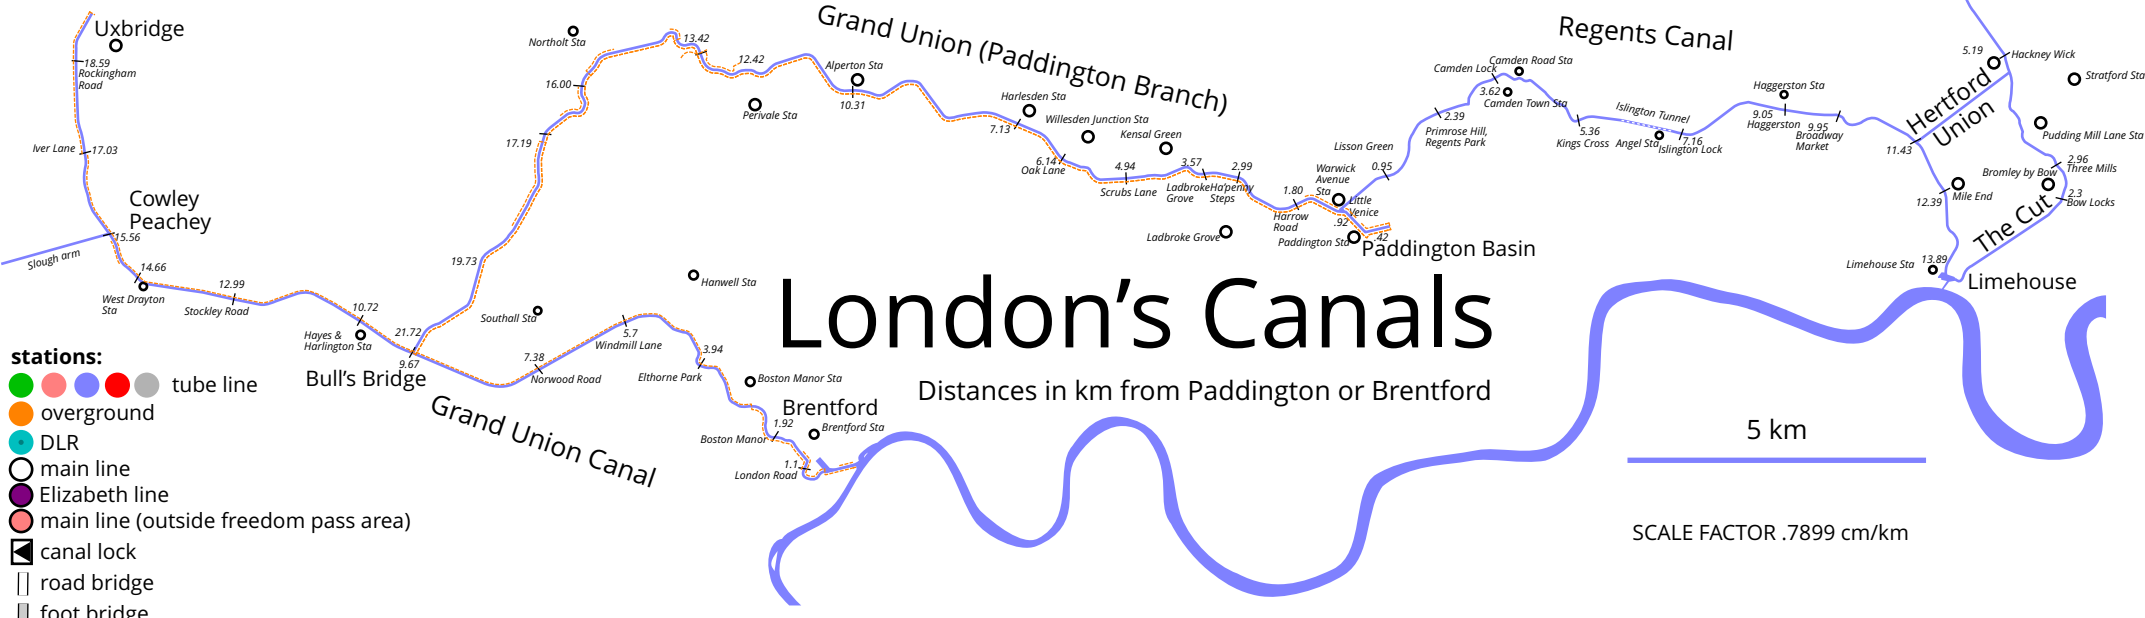 Uxbridge
18.59
Rockingham
Road
Iver Lane
17.03
Cowley
Peachey
15.56
Slough arm
14.66
West Drayton
Sta
12.99
Stockley Road
10.72
Hayes &
Harlington Sta
21.72
9.67
Bull's Bridge
Grand Union Canal
Northolt Sta
16.00
17.19
19.73
13.42
12.42
Perivale Sta
Alperton Sta
10.31
Grand Union (Paddington Branch)
Harlesden Sta
7.13
Willesden Junction Sta
6.14
Oak Lane
Kensal Green
4.94
Scrubs Lane
3.57
Ladbroke
Grove
2.99
Ha'penny
Steps
Ladbroke Grove
1.80
Harrow
Road
Warwick
Avenue
Sta
Little
Venice
.92
Paddington Sta
.42
Paddington Basin
Lisson Green
0.95
2.39
Primrose Hill,
Regents Park
Regents Canal
Camden Lock
Camden Road Sta
3.62
Camden Town Sta
5.36
Kings Cross
Islington Tunnel
Angel Sta
7.16
Islington Lock
Haggerston Sta
9.05
Haggerston
9.95
Broadway
Market
11.43
Hertford
Union
5.19
Hackney Wick
Stratford Sta
Pudding Mill Lane Sta
2.96
Three Mills
Bromley by Bow
2.3
Bow Locks
12.39
Mile End
The Cut
Limehouse Sta
13.89
Limehouse
Hanwell Sta
Southall Sta
7.38
Norwood Road
5.7
Windmill Lane
3.94
Elthorne Park
Boston Manor Sta
Brentford
Brentford Sta
1.92
Boston Manor
1.1
London Road
London's Canals
Distances in km from Paddington or Brentford
5 km
SCALE FACTOR .7899 cm/km
stations:
tube line
overground
DLR
main line
Elizabeth line
main line (outside freedom pass area)
canal lock
road bridge
foot bridge